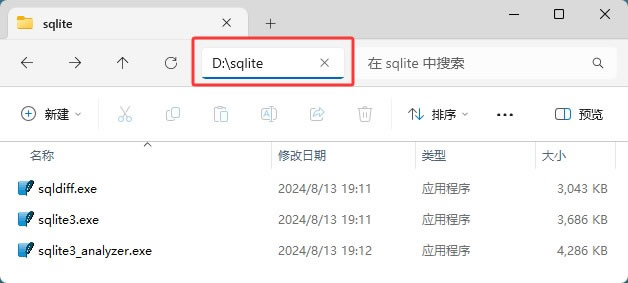 sqlite
D:\sqlite
在 sqlite 中搜索
新建
排序
预览
名称 修改日期 类型 大小
sqldiff.exe 2024/8/13 19:11 应用程序 3,043 KB
sqlite3.exe 2024/8/13 19:11 应用程序 3,686 KB
sqlite3_analyzer.exe 2024/8/13 19:12 应用程序 4,286 KB